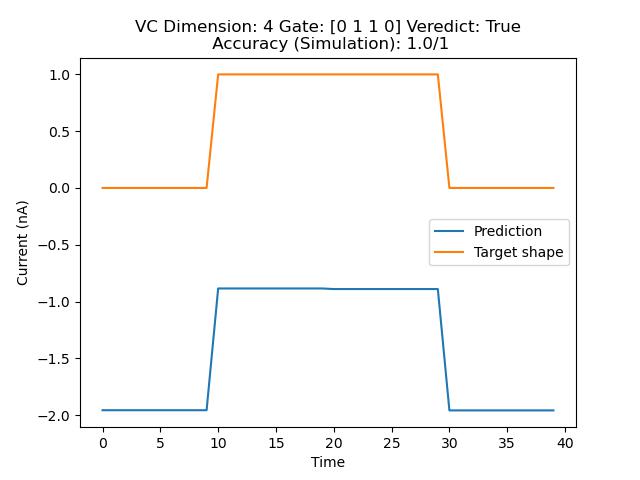 VC Dimension: 4 Gate: [0 1 1 0] Veredict: True
Accuracy (Simulation): 1.0/1
1.0
0.5
0.0
−0.5
−1.0
−1.5
−2.0
Current (nA)
Prediction
Target shape
0 5 10 15 20 25 30 35 40
Time